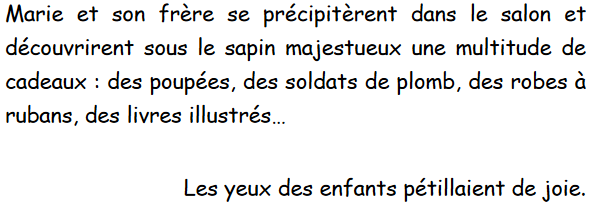 Marie et son frère se précipitèrent dans le salon et
découvrirent sous le sapin majestueux une multitude de
cadeaux : des poupées, des soldats de plomb, des robes à
rubans, des livres illustrés…
Les yeux des enfants pétillaient de joie.